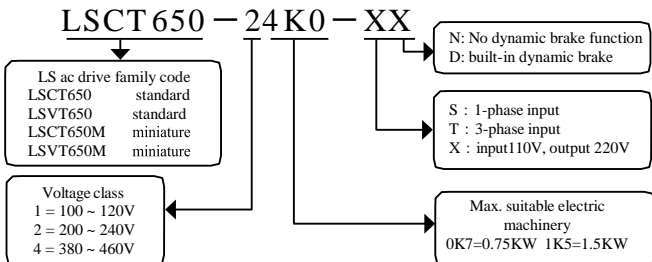 LSCT650-24K0-XX
N: No dynamic brake function
D: built-in dynamic brake
LS ac drive family code
LSCT650 standard
LSVT650 standard
LSCT650M miniature
LSVT650M miniature
S : 1-phase input
T : 3-phase input
X : input110V, output 220V
Voltage class
1 = 100 ~ 120V
2 = 200 ~ 240V
4 = 380 ~ 460V
Max. suitable electric
machinery
0K7=0.75KW 1K5=1.5KW